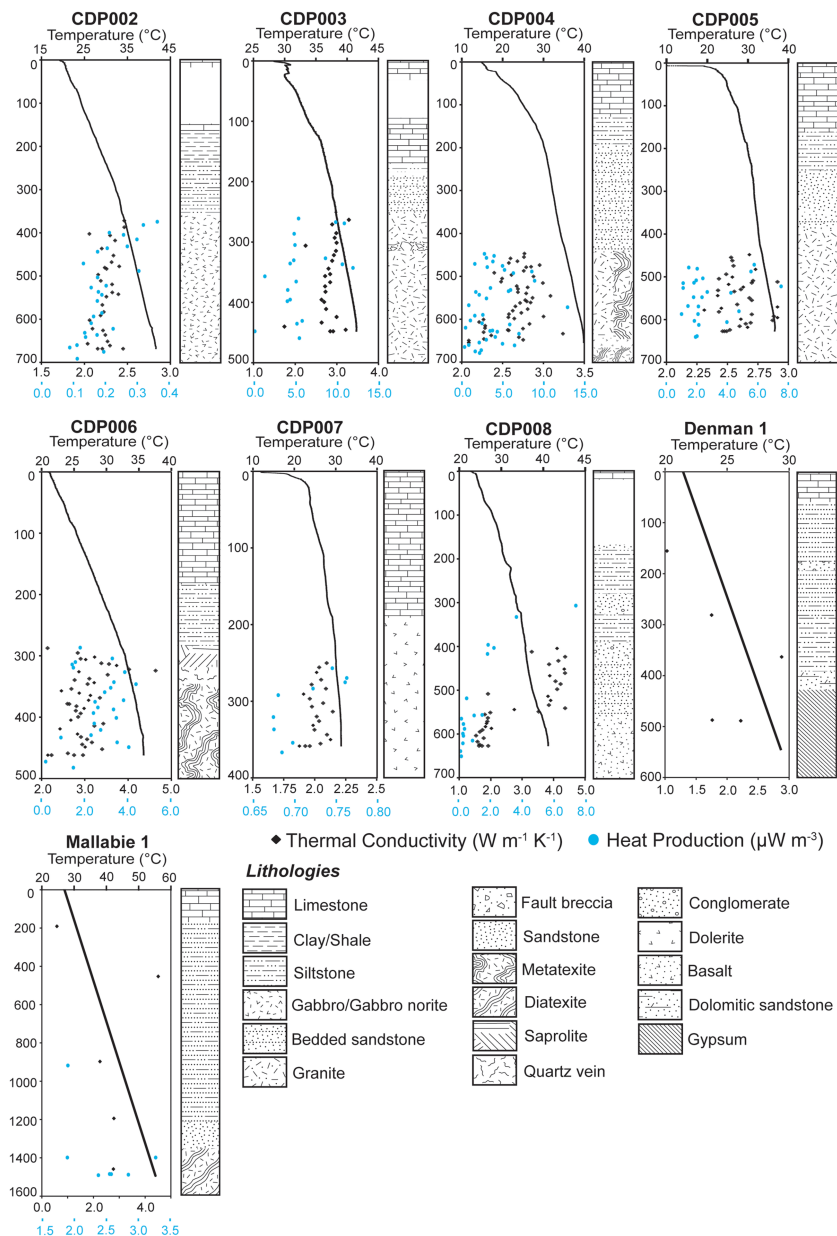 CDP002
Temperature (°C)
15 25 35 45
0
100
200
300
400
500
600
700
1.0 2.0 3.0
0.0 0.1 0.2 0.3 0.4
CDP003
Temperature (°C)
25 30 35 40 45
0
100
200
300
400
500
1.0 2.0 3.0 4.0
0.0 5.0 10.0 15.0
CDP004
Temperature (°C)
10 20 30 40
0
100
200
300
400
500
600
700
1.5 2.0 2.5 3.0 3.5
0.0 5.0 10.0 15.0
CDP005
Temperature (°C)
10 20 30 40
0
100
200
300
400
500
600
700
2.0 2.25 2.5 2.75 3.0
0.0 2.0 4.0 6.0 8.0
CDP006
Temperature (°C)
20 25 30 35 40
0
100
200
300
400
500
2.0 3.0 4.0 5.0
0.0 2.0 4.0 6.0
CDP007
Temperature (°C)
10 20 30 40
0
100
200
300
400
1.5 1.75 2.0 2.25 2.5
0.65 0.70 0.75 0.80
CDP008
Temperature (°C)
20 25 30 35 40 45
0
100
200
300
400
500
600
700
1.0 2.0 3.0 4.0 5.0
0.0 2.0 4.0 6.0 8.0
Denman 1
Temperature (°C)
20 23 26 29
0
100
200
300
400
500
600
1.0 1.5 2.0 2.5 3.0
Mallabie 1
Temperature (°C)
20 30 40 50 60
0
200
400
600
800
1000
1200
1400
1600
0.0 2.0 4.0
1.5 2.0 2.5 3.0 3.5
Thermal Conductivity (W m⁻¹ K⁻¹) Heat Production (µW m⁻³)
Lithologies
Limestone
Clay/Shale
Siltstone
Gabbro/Gabbro norite
Bedded sandstone
Granite
Fault breccia
Sandstone
Metatexite
Diatexite
Saprolite
Quartz vein
Conglomerate
Dolerite
Basalt
Dolomitic sandstone
Gypsum